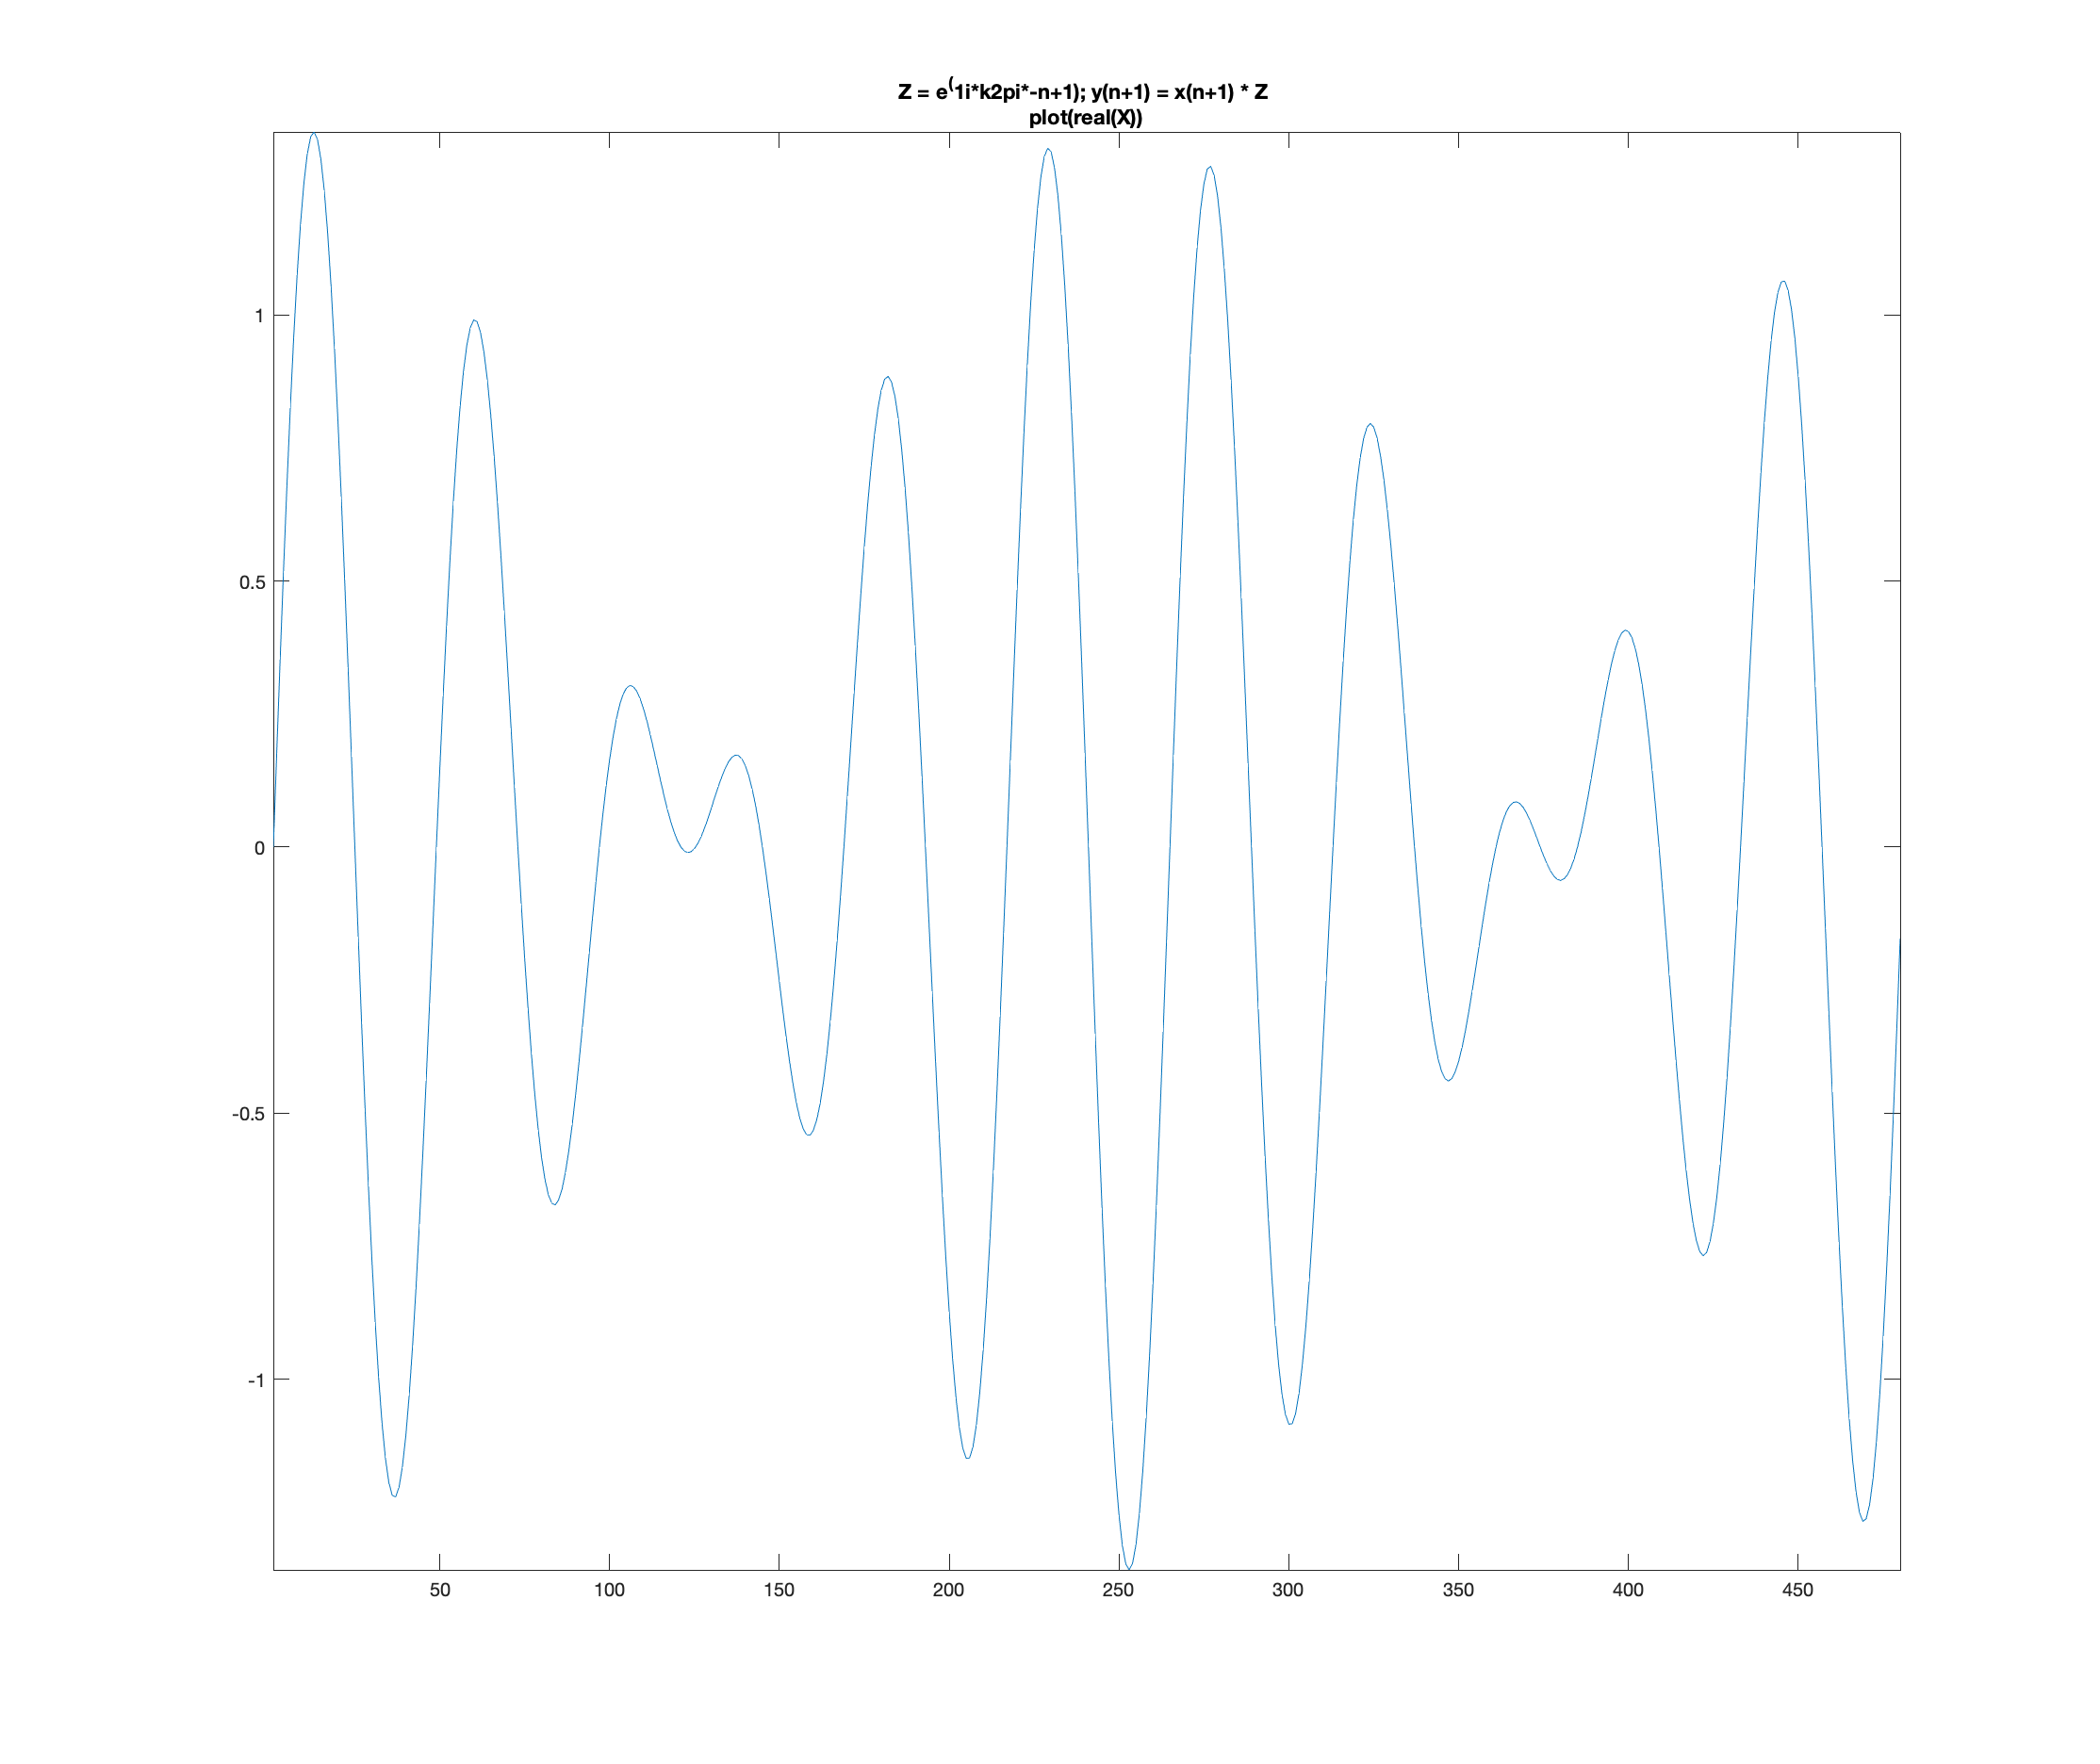 Z = e(1i*k2pi*-n+1); y(n+1) = x(n+1) * Z
plot(real(X))
1
0.5
0
-0.5
-1
50 100 150 200 250 300 350 400 450